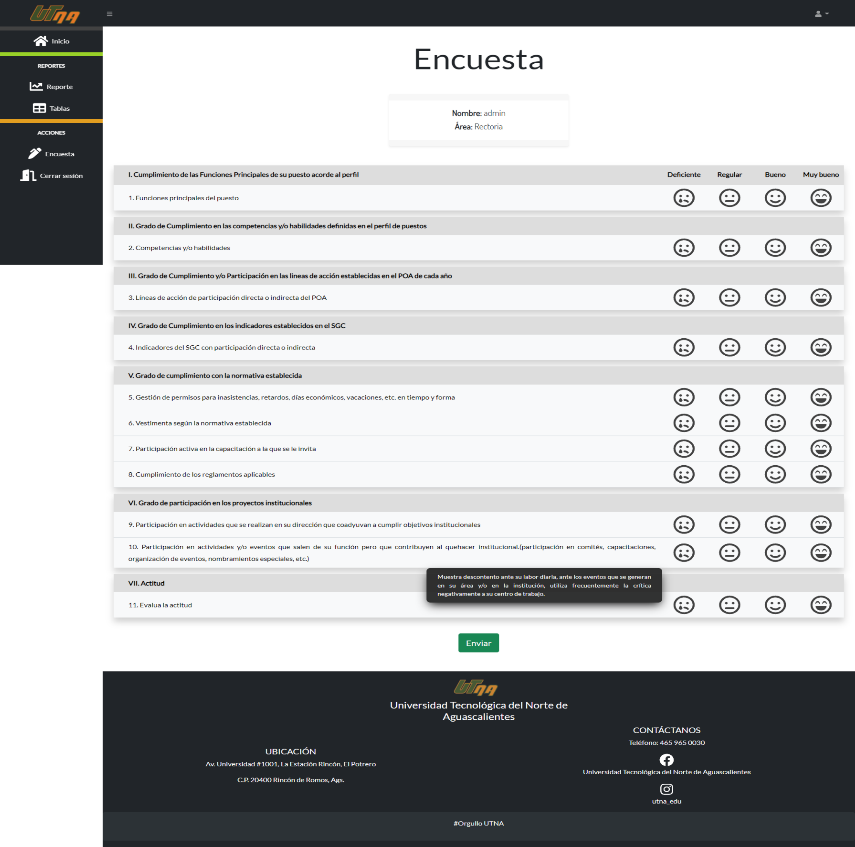 UTNA
Inicio
REPORTES
Reporte
Tablas
ACCIONES
Encuesta
Cerrar sesión
Encuesta
Nombre: admin
Área: Rectoria
I. Cumplimiento de las Funciones Principales de su puesto acorde al perfil Deficiente Regular Bueno Muy bueno
1. Funciones principales del puesto
II. Grado de Cumplimiento en las competencias y/o habilidades definidas en el perfil de puestos
2. Competencias y/o habilidades
III. Grado de Cumplimiento y/o Participación en las líneas de acción establecidas en el POA de cada año
3. Líneas de acción de participación directa o indirecta del POA
IV. Grado de Cumplimiento en los indicadores establecidos en el SGC
4. Indicadores del SGC con participación directa o indirecta
V. Grado de cumplimiento con la normativa establecida
5. Gestión de permisos para inasistencias, retardos, días económicos, vacaciones, etc. en tiempo y forma
6. Vestimenta según la normativa establecida
7. Participación activa en la capacitación a la que se le invita
8. Cumplimiento de los reglamentos aplicables
VI. Grado de participación en los proyectos institucionales
9. Participación en actividades que se realizan en su dirección que coadyuvan a cumplir objetivos institucionales
10. Participación en actividades y/o eventos que salen de su función pero que contribuyen al quehacer institucional.(participación en comités, capacitaciones,
organización de eventos, nombramientos especiales, etc.)
Muestra descontento ante su labor diaria, ante los eventos que se generan
en su área y/o en la institución, utiliza frecuentemente la crítica
negativamente a su centro de trabajo.
VII. Actitud
11. Evalua la actitud
Enviar
UTNA
Universidad Tecnológica del Norte de
Aguascalientes
UBICACIÓN
Av. Universidad #1001, La Estación Rincón, El Potrero
C.P. 20400 Rincón de Romos, Ags.
CONTÁCTANOS
Teléfono: 465 965 0030
Universidad Tecnológica del Norte de Aguascalientes
utna_edu
#Orgullo UTNA